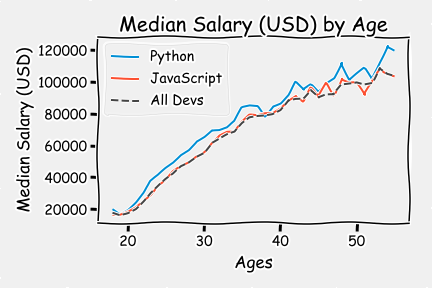 Median Salary (USD) by Age
Median Salary (USD)
120000
100000
80000
60000
40000
20000
Python
JavaScript
All Devs
20
30
40
50
Ages